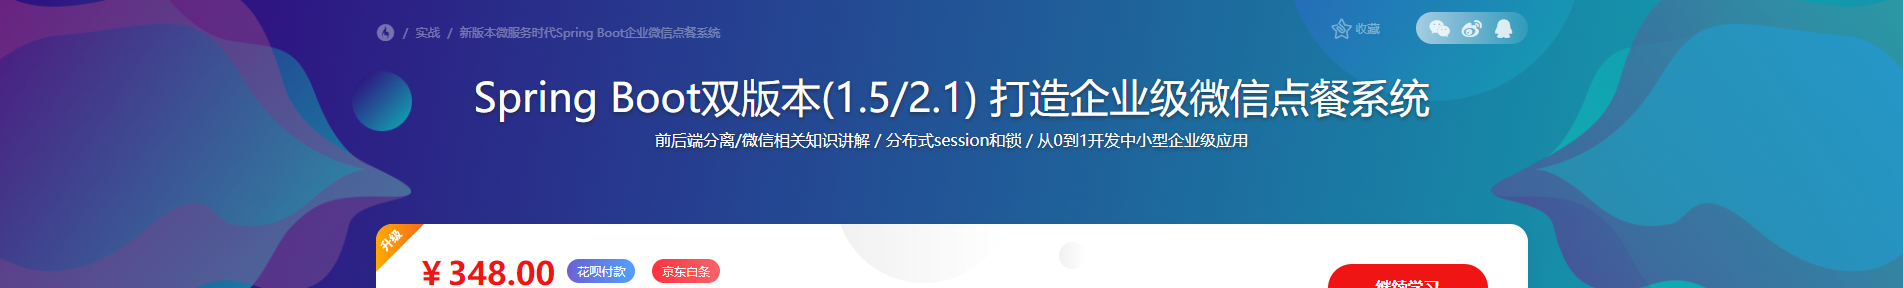 / 实战 / 新版本微服务时代Spring Boot企业微信点餐系统
收藏
Spring Boot双版本(1.5/2.1) 打造企业级微信点餐系统
前后端分离/微信相关知识讲解 / 分布式session和锁 / 从0到1开发中小型企业级应用
升级
￥348.00 花呗付款 京东白条
继续学习